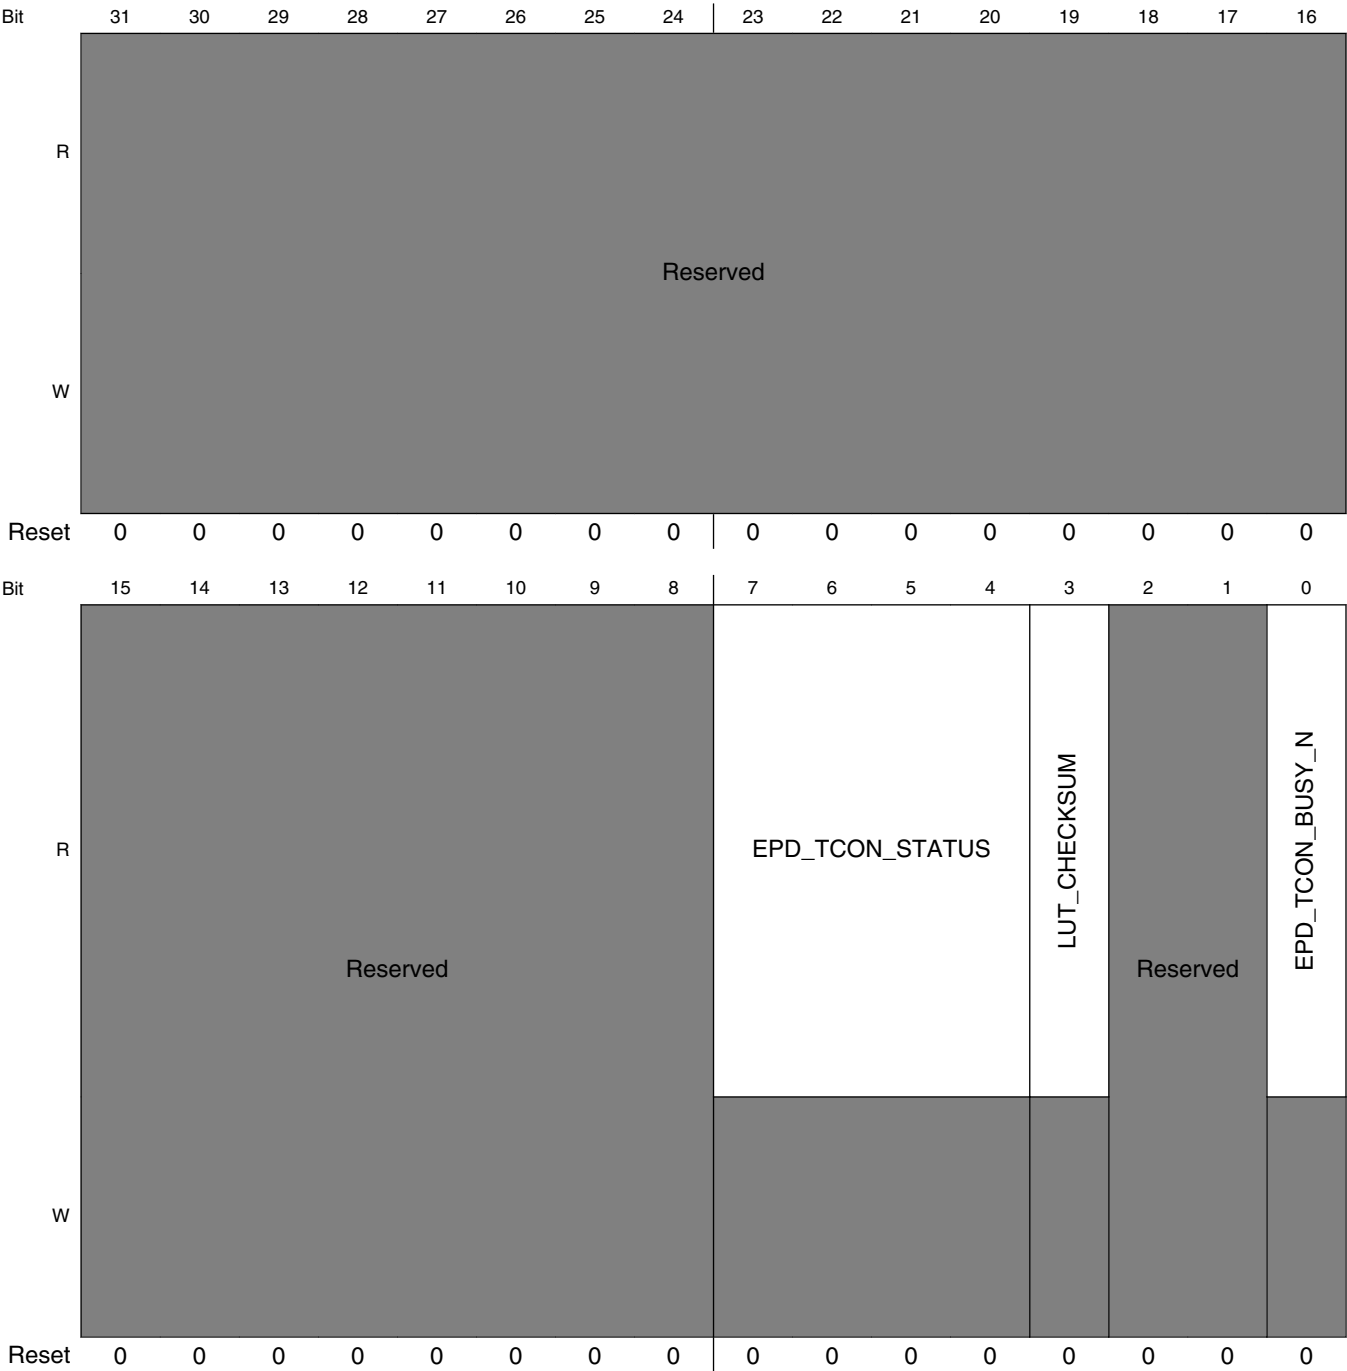 Bit 31 30 29 28 27 26 25 24 23 22 21 20 19 18 17 16
R
Reserved
W
Reset 0 0 0 0 0 0 0 0 0 0 0 0 0 0 0 0
Bit 15 14 13 12 11 10 9 8 7 6 5 4 3 2 1 0
R
EPD_TCON_STATUS
LUT_CHECKSUM
EPD_TCON_BUSY_N
Reserved
Reserved
W
Reset 0 0 0 0 0 0 0 0 0 0 0 0 0 0 0 0